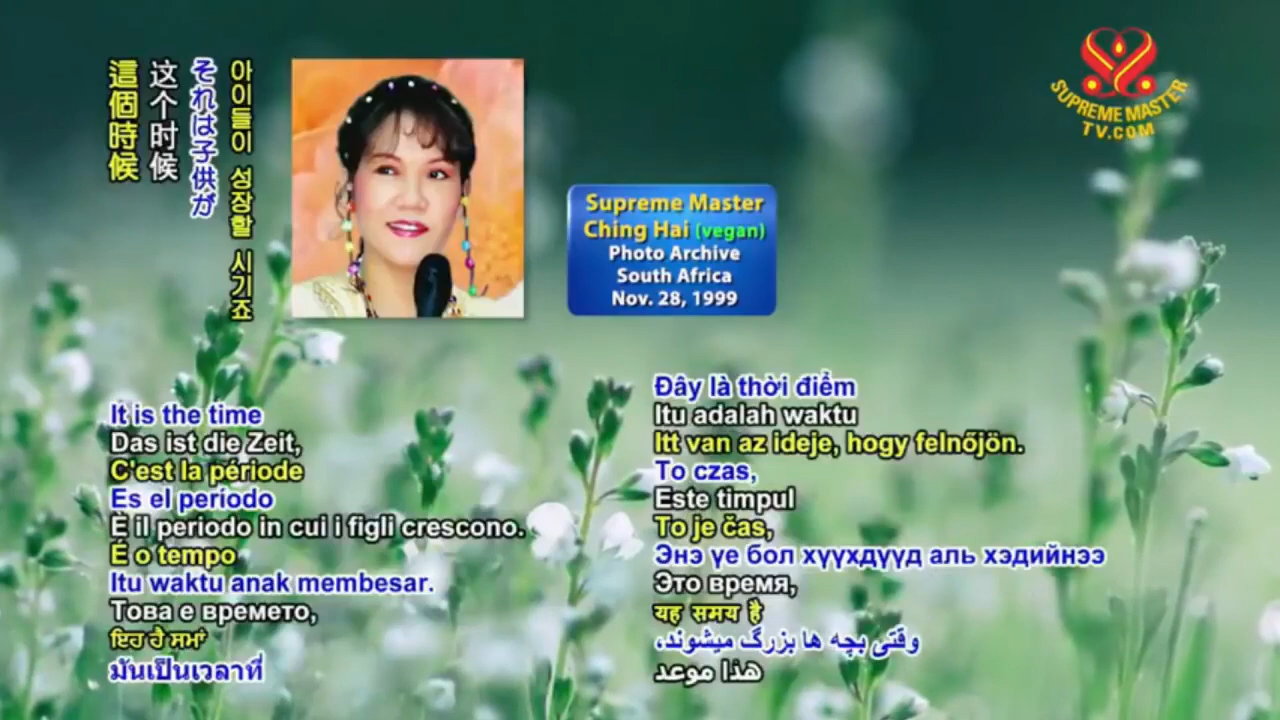 這個時候
这个时候
それは子供が
아이들이 성장할 시기죠
Supreme Master
Ching Hai (vegan)
Photo Archive
South Africa
Nov. 28, 1999
SUPREME MASTER
TV.COM
It is the time
Das ist die Zeit,
C'est la période
Es el período
È il periodo in cui i figli crescono.
É o tempo
Itu waktu anak membesar.
Това е времето,
ਇਹ ਹੈ ਸਮਾਂ
มันเป็นเวลาที่
Đây là thời điểm
Itu adalah waktu
Itt van az ideje, hogy felnőjön.
To czas,
Este timpul
To je čas,
Энэ үе бол хүүхдүүд аль хэдийнээ
Это время,
यह समय है
وقتی بچه ها بزرگ میشوند،
هذا موعد